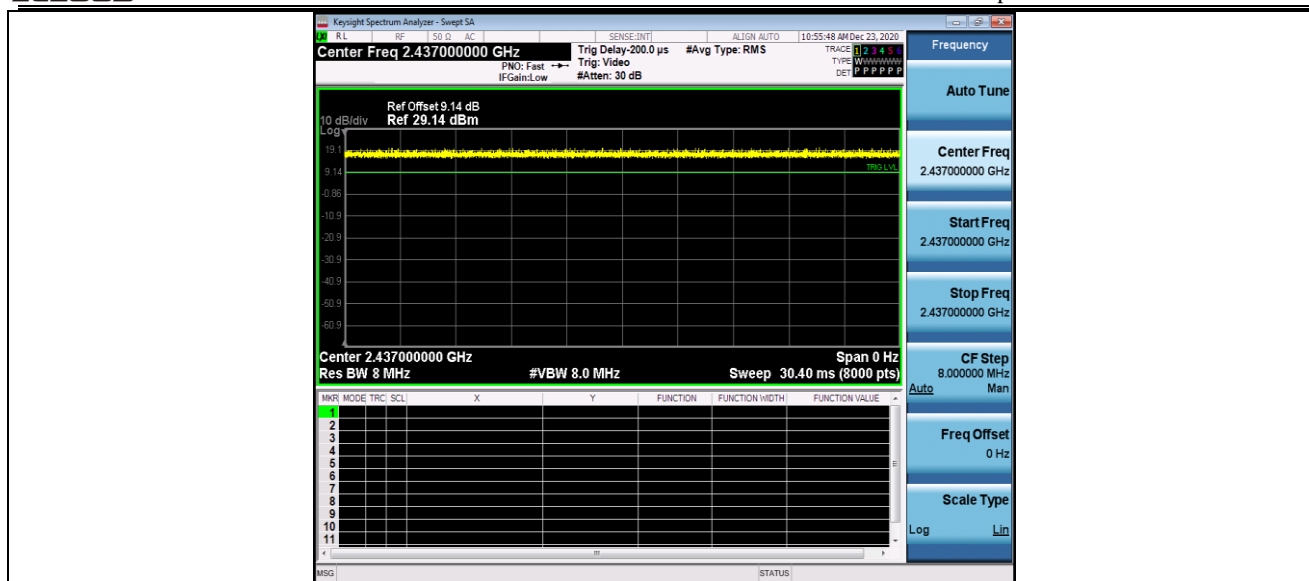 Keysight Spectrum Analyzer - Swept SA
RL RF 50 Ω AC SENSE:INT ALIGN AUTO 10:55:48 AM Dec 23, 2020
Center Freq 2.437000000 GHz Trig Delay-200.0 µs #Avg Type: RMS TRACE 1 2 3 4 5 6
PNO: Fast Trig: Video TYPE WWWWWW
IFGain:Low #Atten: 30 dB DET P P P P P P
Ref Offset 9.14 dB
10 dB/div Ref 29.14 dBm
Log
19.1
9.14
TRIG LVL
-0.86
-10.9
-20.9
-30.9
-40.9
-50.9
-60.9
Center 2.437000000 GHz Span 0 Hz
Res BW 8 MHz #VBW 8.0 MHz Sweep 30.40 ms (8000 pts)
MKR MODE TRC SCL X Y FUNCTION FUNCTION WIDTH FUNCTION VALUE
1
2
3
4
5
6
7
8
9
10
11
MSG STATUS
Frequency
Auto Tune
Center Freq
2.437000000 GHz
Start Freq
2.437000000 GHz
Stop Freq
2.437000000 GHz
CF Step
8.000000 MHz
Auto Man
Freq Offset
0 Hz
Scale Type
Log Lin